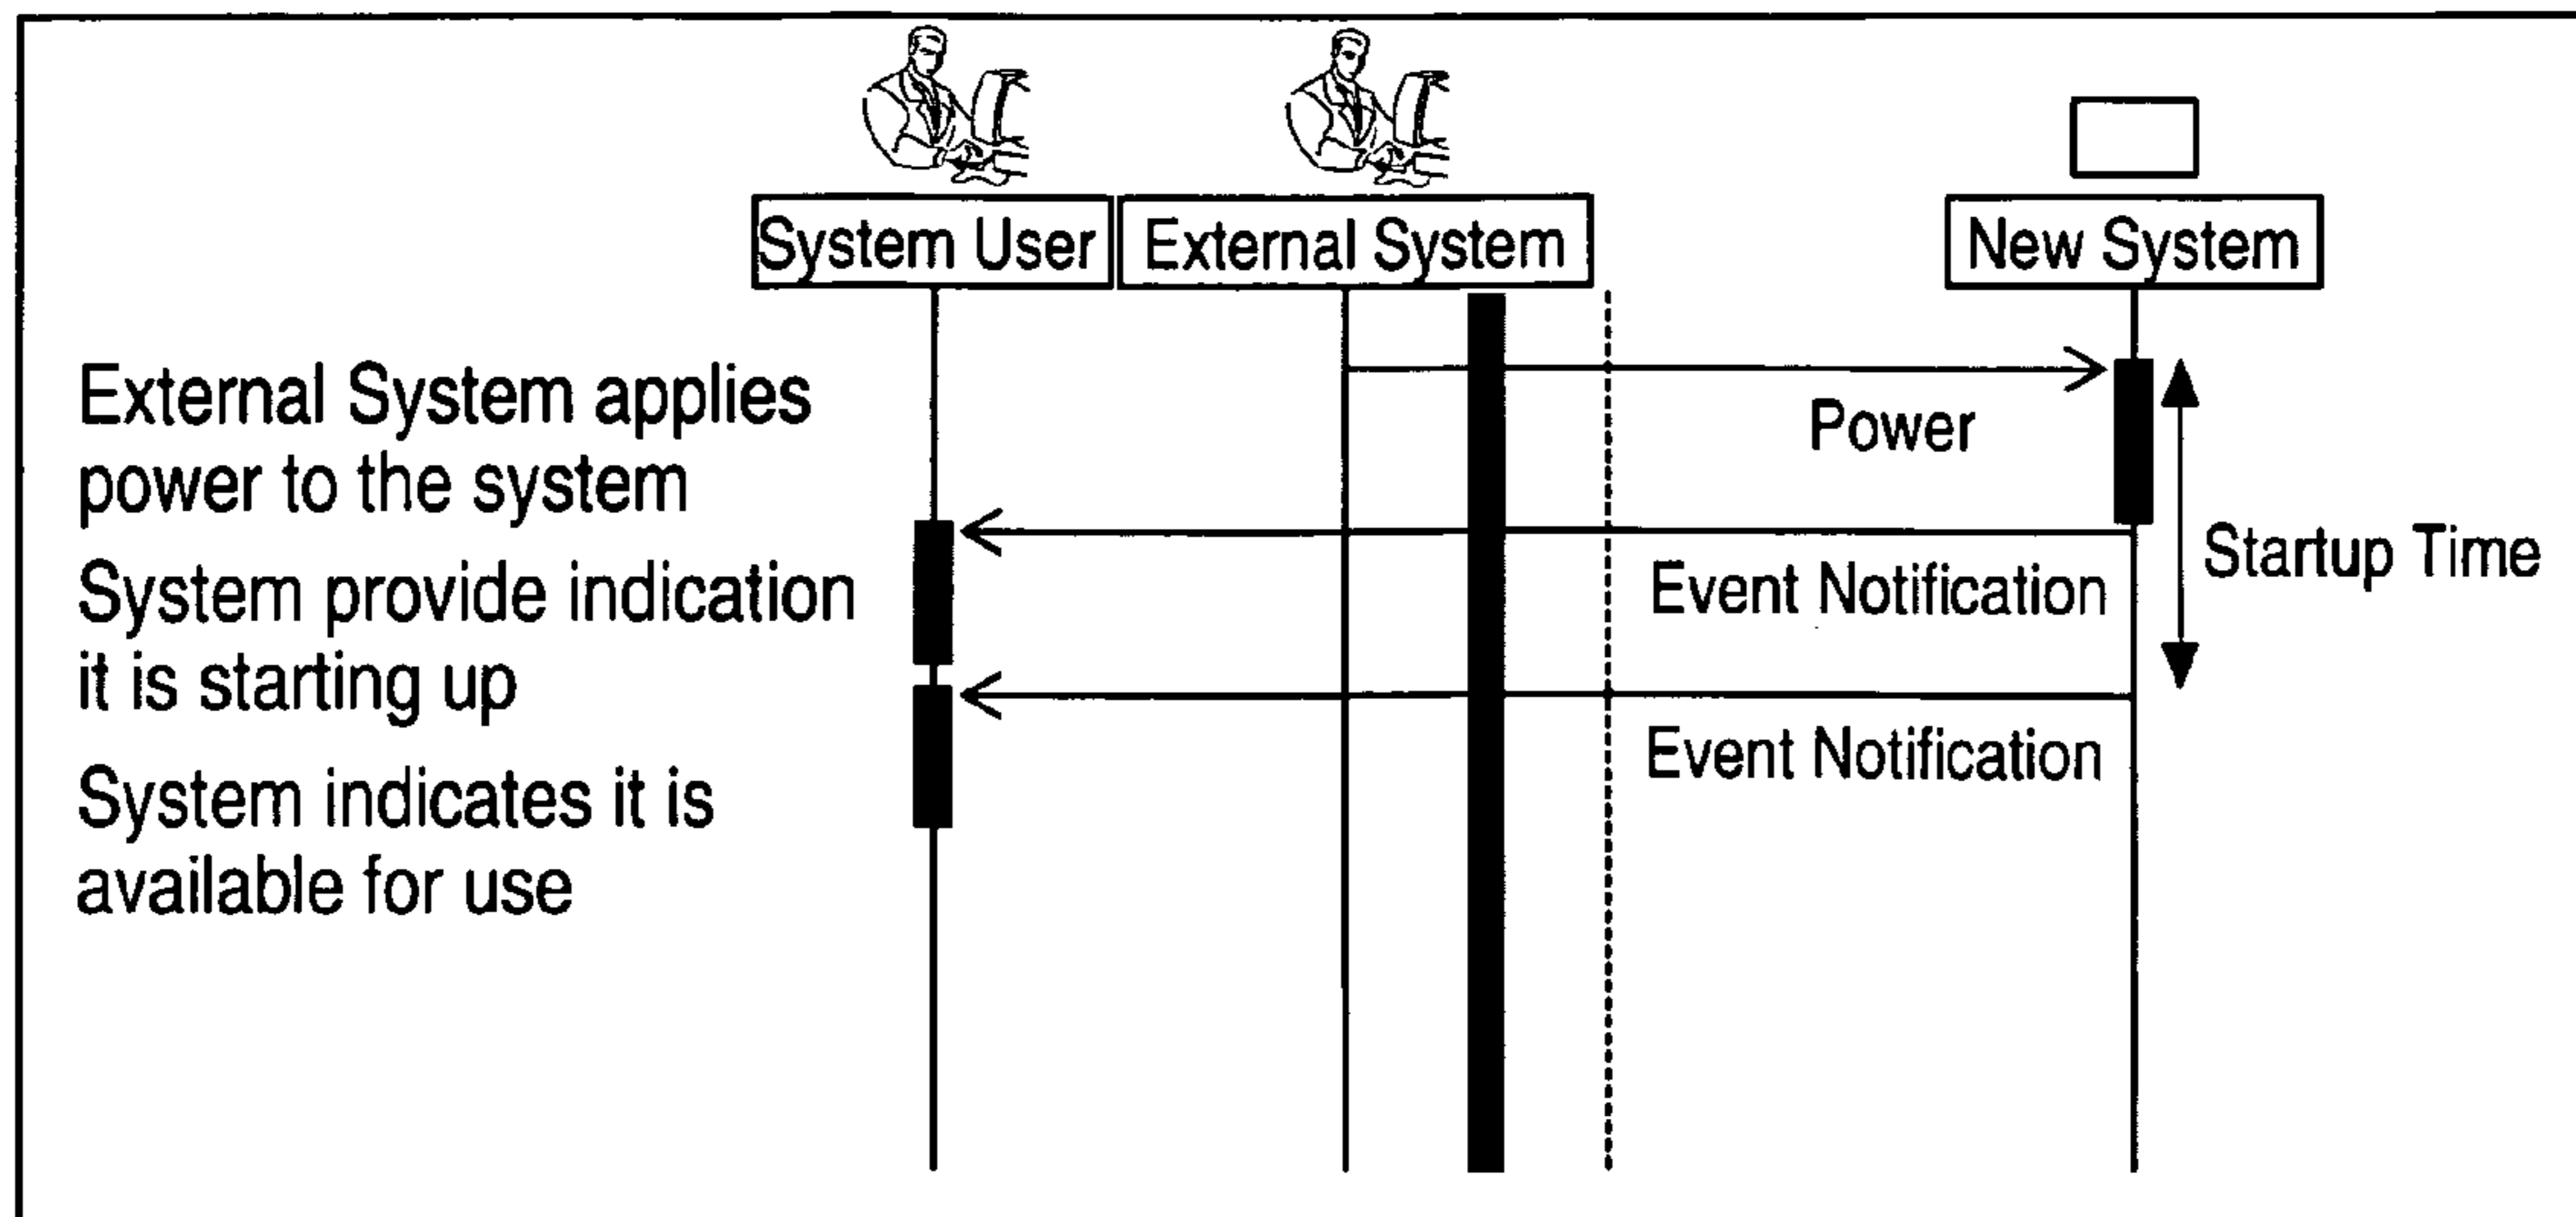 System User
External System
New System
External System applies
power to the system
Power
System provide indication
it is starting up
Event Notification
Startup Time
System indicates it is
available for use
Event Notification